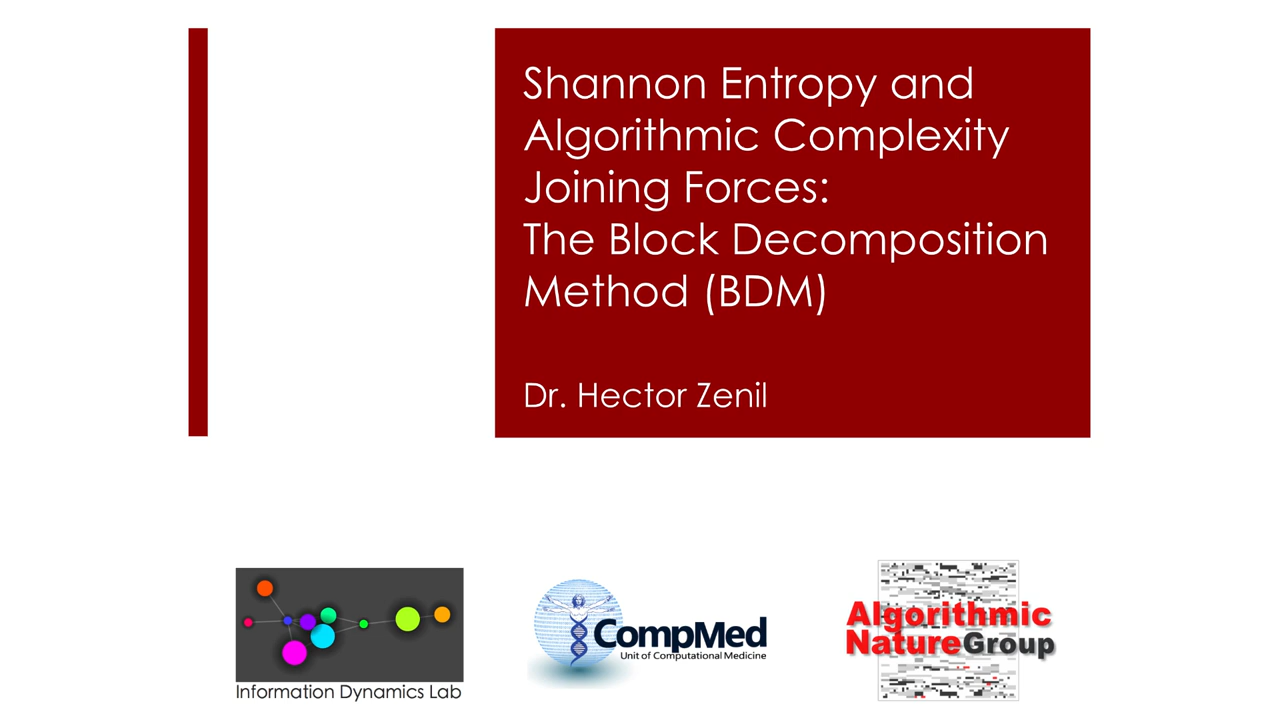 Shannon Entropy and
Algorithmic Complexity
Joining Forces:
The Block Decomposition
Method (BDM)
Dr. Hector Zenil
Information Dynamics Lab
CompMed
Unit of Computational Medicine
Algorithmic
NatureGroup